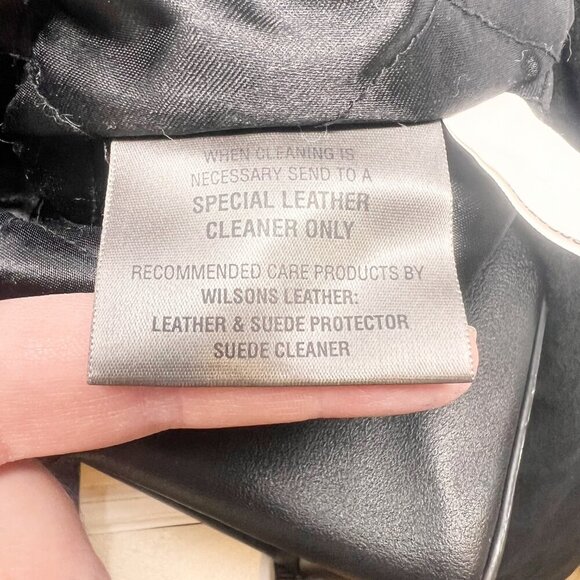 WHEN CLEANING IS
NECESSARY SEND TO A
SPECIAL LEATHER
CLEANER ONLY
RECOMMENDED CARE PRODUCTS BY
WILSONS LEATHER:
LEATHER & SUEDE PROTECTOR
SUEDE CLEANER